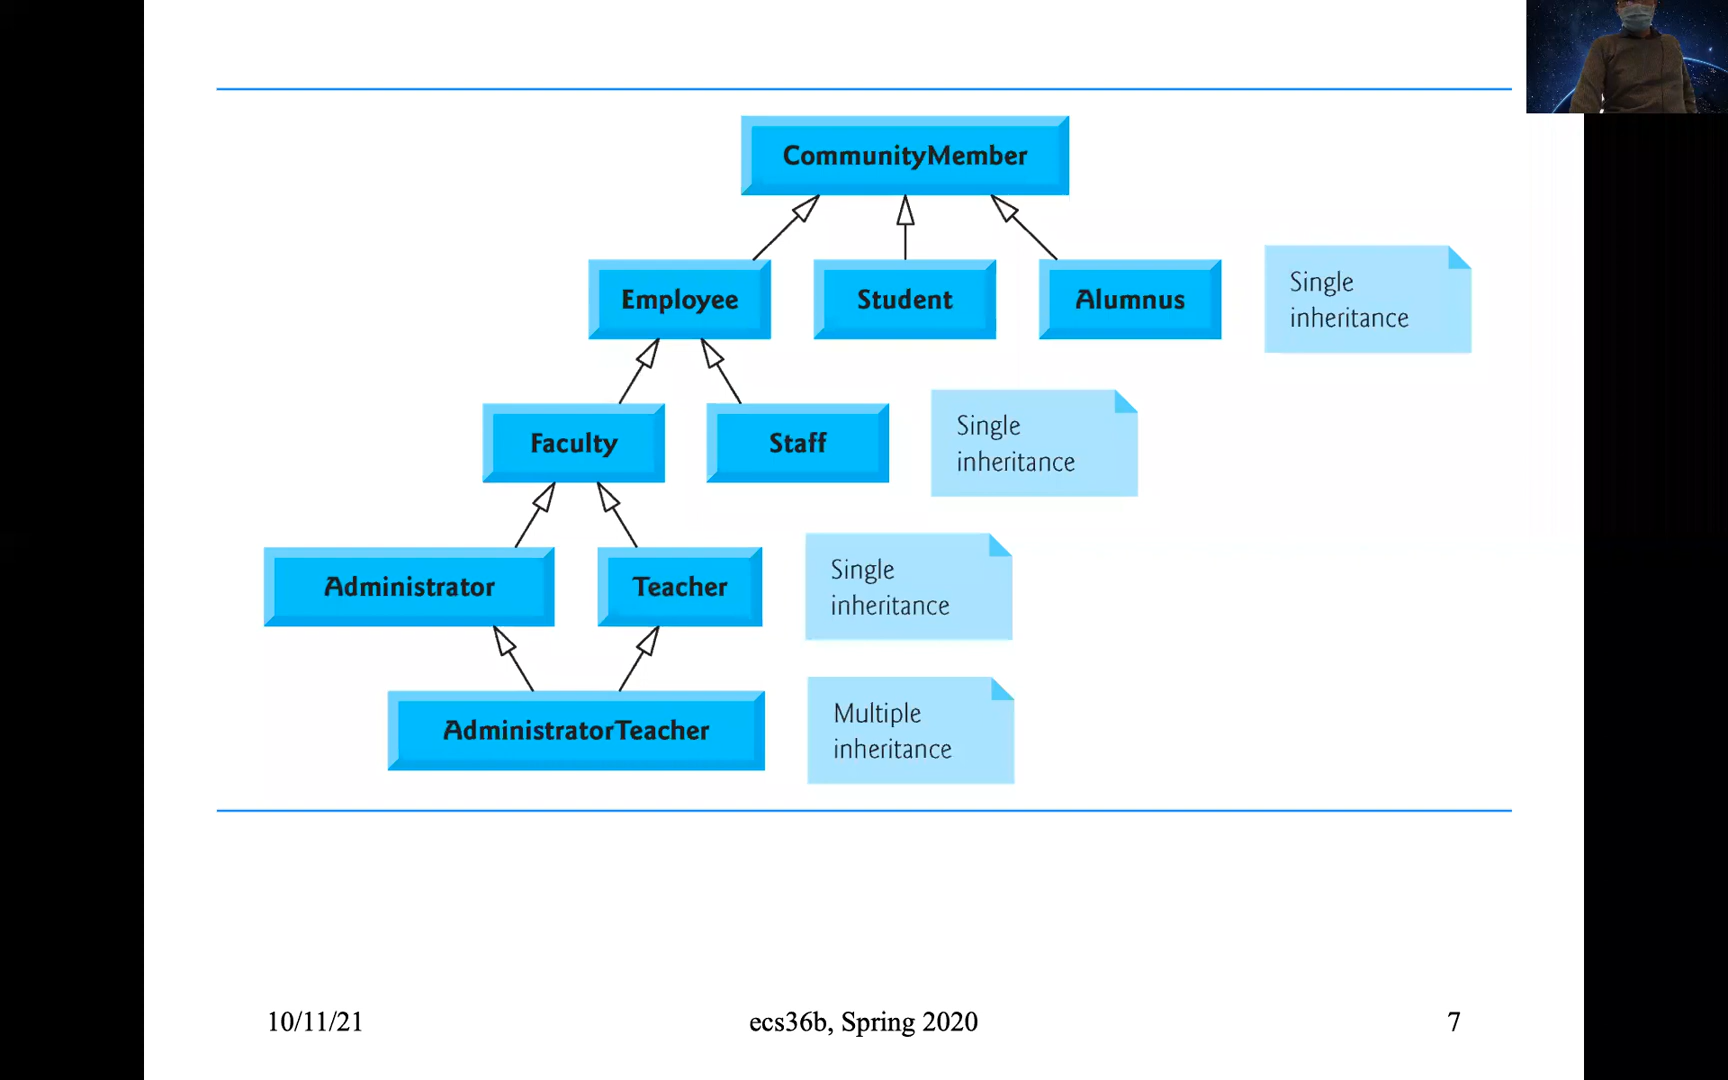 CommunityMember
Employee
Student
Alumnus
Single
inheritance
Faculty
Staff
Single
inheritance
Administrator
Teacher
Single
inheritance
AdministratorTeacher
Multiple
inheritance
10/11/21
ecs36b, Spring 2020
7